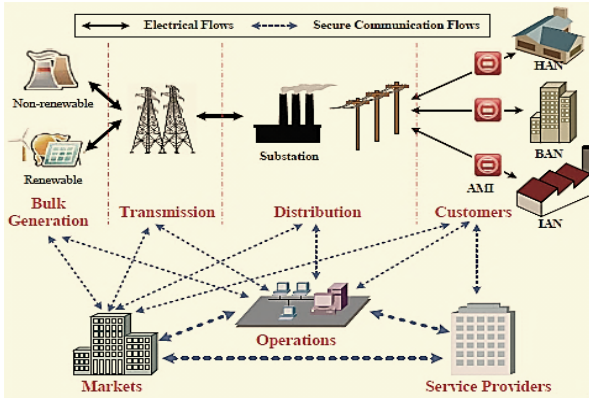 Electrical Flows
Secure Communication Flows
Non-renewable
Renewable
Bulk
Generation
Transmission
Substation
Distribution
HAN
BAN
AMI
IAN
Customers
Operations
Markets
Service Providers